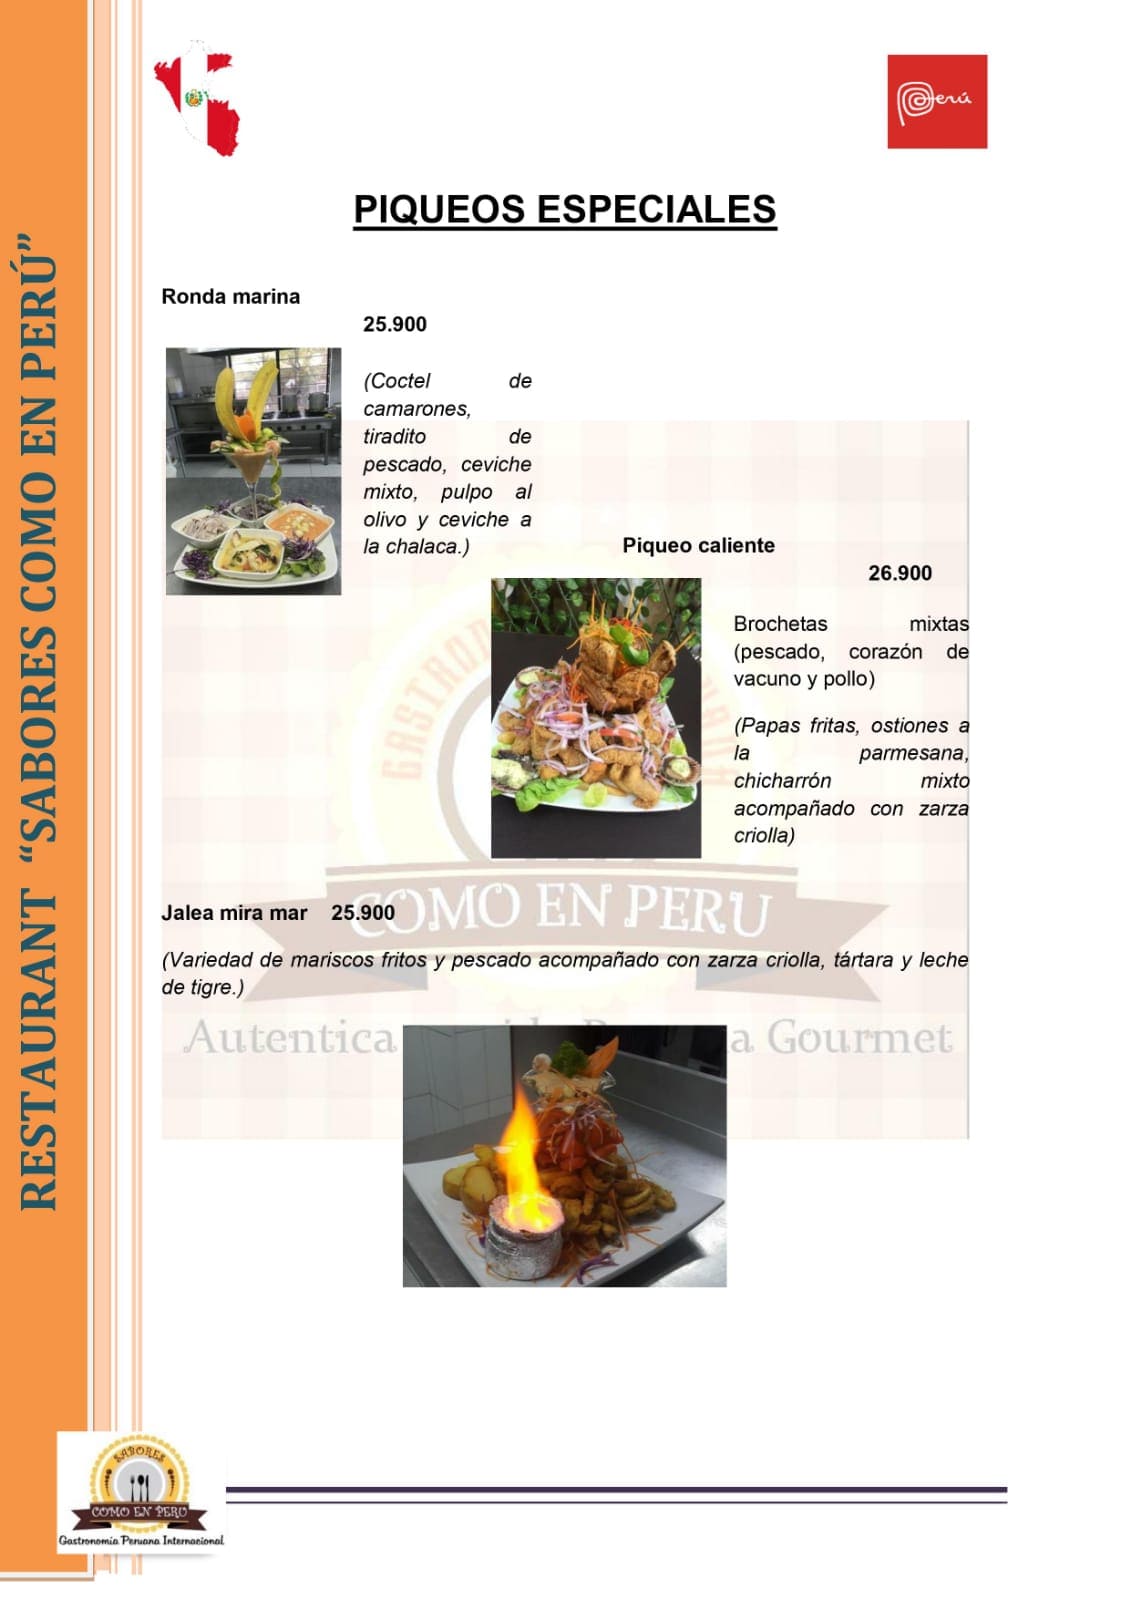 RESTAURANT “SABORES COMO EN PERÚ”
Perú
PIQUEOS ESPECIALES
Ronda marina
25.900
(Coctel de
camarones,
tiradito de
pescado, ceviche
mixto, pulpo al
olivo y ceviche a
la chalaca.)
Piqueo caliente
26.900
Brochetas mixtas
(pescado, corazón de
vacuno y pollo)
(Papas fritas, ostiones a
la parmesana,
chicharrón mixto
acompañado con zarza
criolla)
COMO EN PERU
Jalea mira mar 25.900
(Variedad de mariscos fritos y pescado acompañado con zarza criolla, tártara y leche
de tigre.)
Autentica Gourmet
SABORES
COMO EN PERU
Gastronomia Peruana Internacional